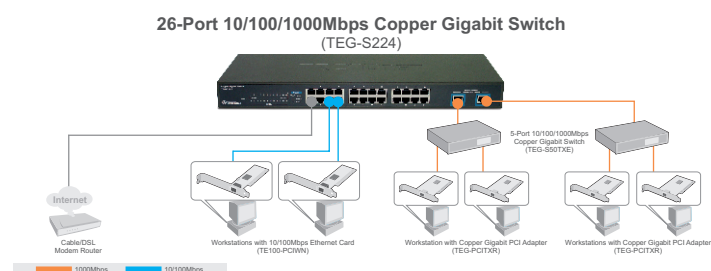 26-Port 10/100/1000Mbps Copper Gigabit Switch
(TEG-S224)
5-Port 10/100/1000Mbps
Copper Gigabit Switch
(TEG-S50TXE)
Internet
Cable/DSL
Modem Router
Workstations with 10/100Mbps Ethernet Card
(TE100-PCIWN)
Workstation with Copper Gigabit PCI Adapter
(TEG-PCITXR)
Workstations with Copper Gigabit PCI Adapter
(TEG-PCITXR)
1000Mbps
10/100Mbps